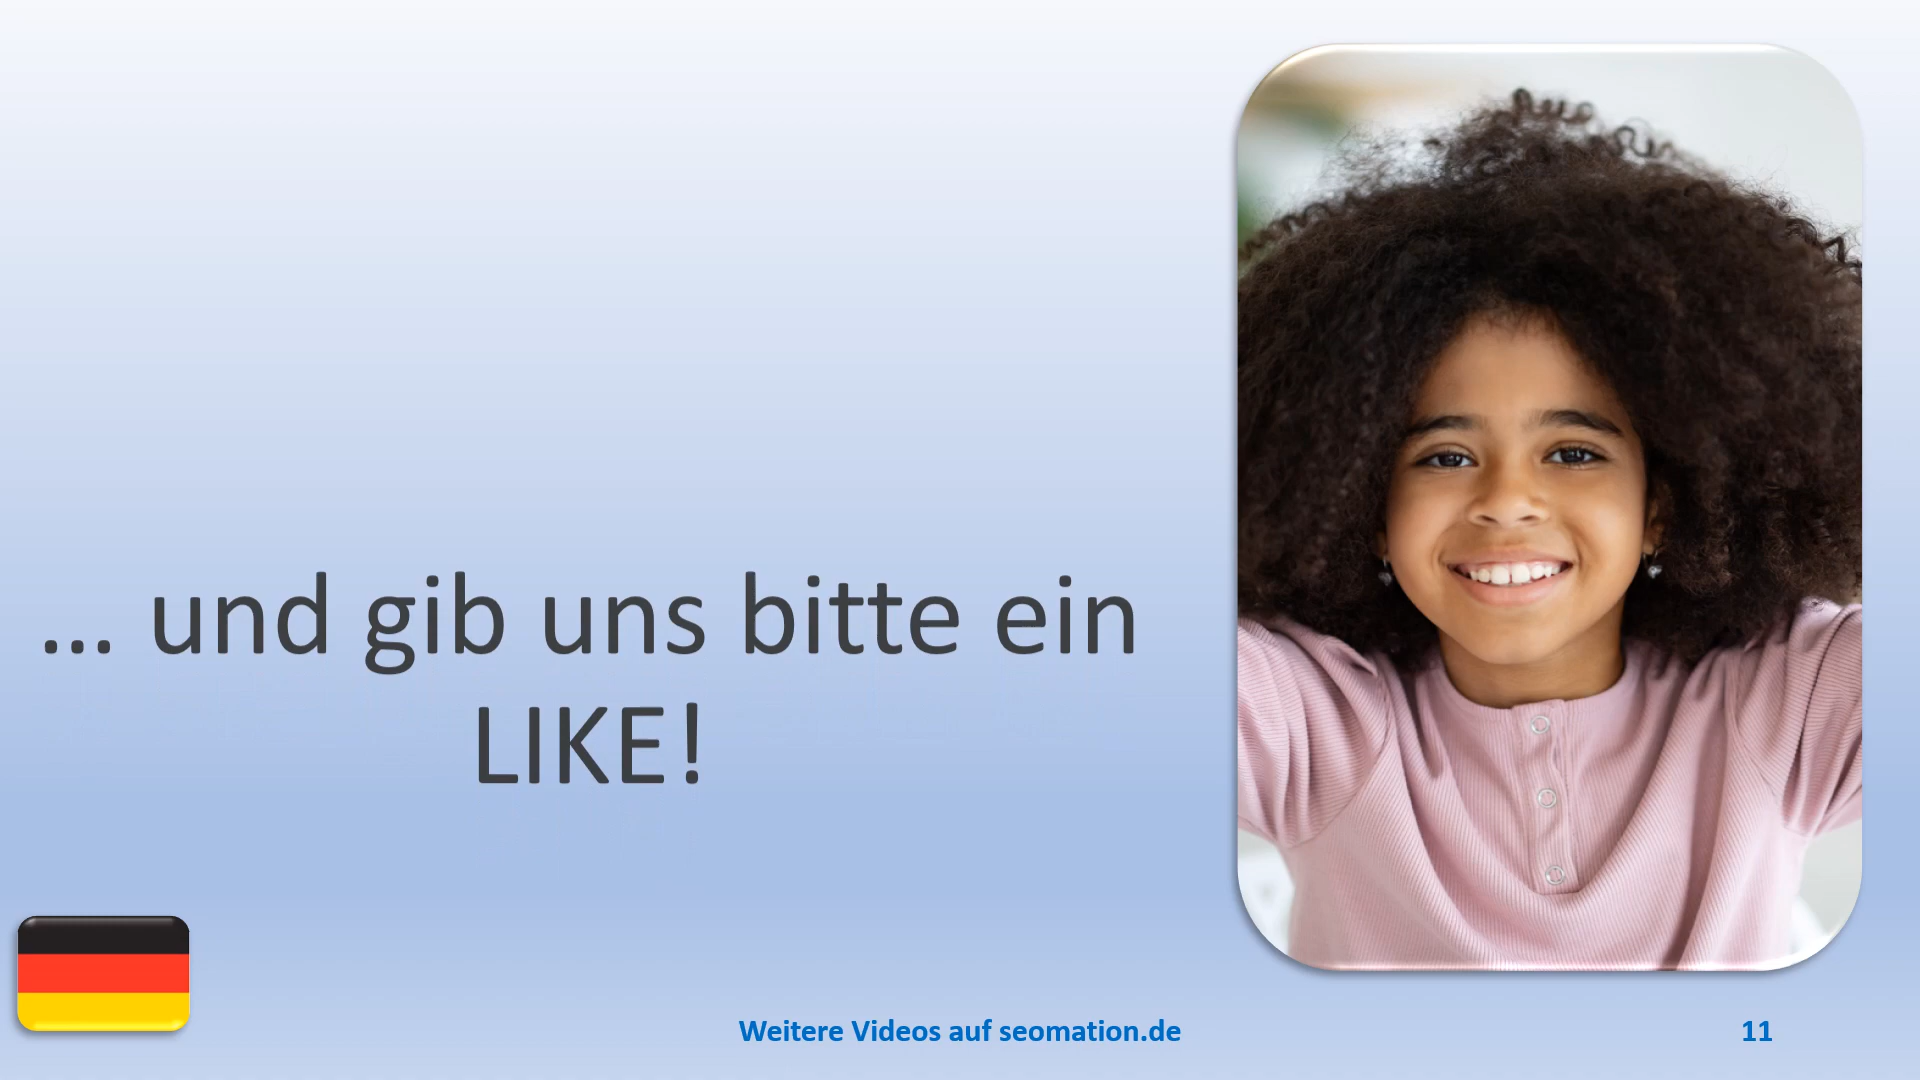 ... und gib uns bitte ein
LIKE!
Weitere Videos auf seomation.de
11